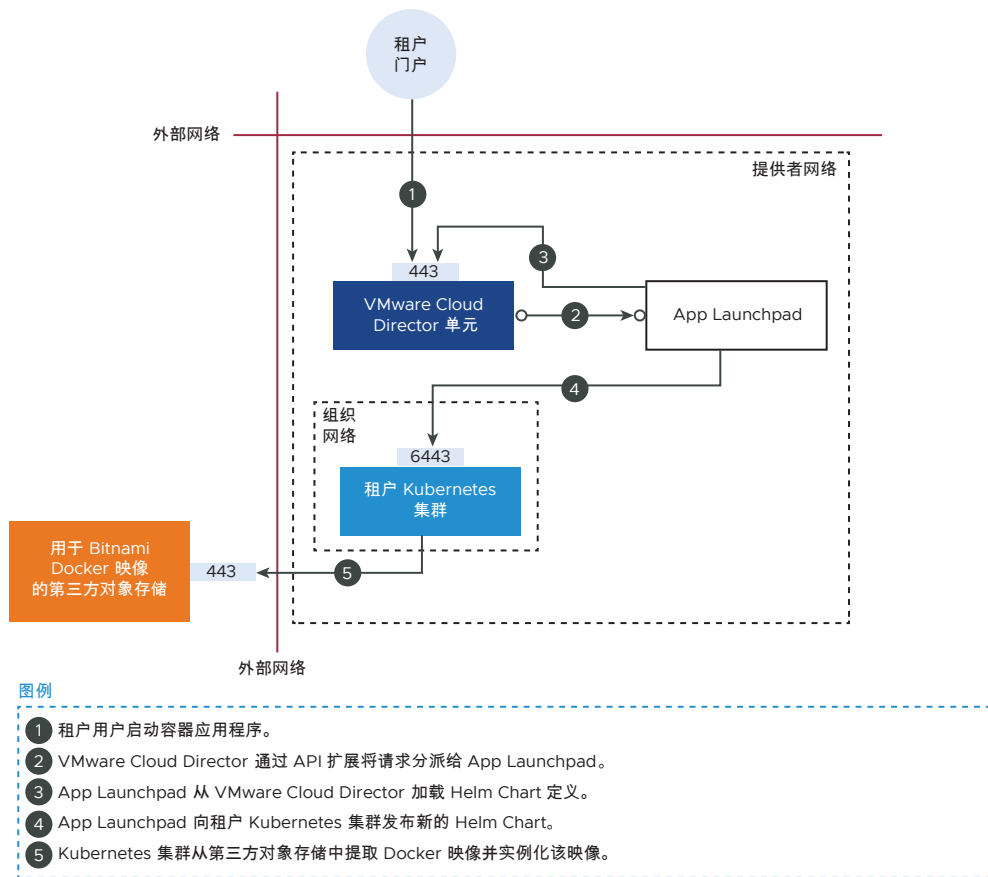 租户
门户
外部网络
提供者网络
1
3
443
VMware Cloud
Director 单元
2
App Launchpad
4
组织
网络
6443
租户 Kubernetes
集群
用于 Bitnami
Docker 映像
的第三方对象存储
443
5
外部网络
图例
1 租户用户启动容器应用程序。
2 VMware Cloud Director 通过 API 扩展将请求分派给 App Launchpad。
3 App Launchpad 从 VMware Cloud Director 加载 Helm Chart 定义。
4 App Launchpad 向租户 Kubernetes 集群发布新的 Helm Chart。
5 Kubernetes 集群从第三方对象存储中提取 Docker 映像并实例化该映像。